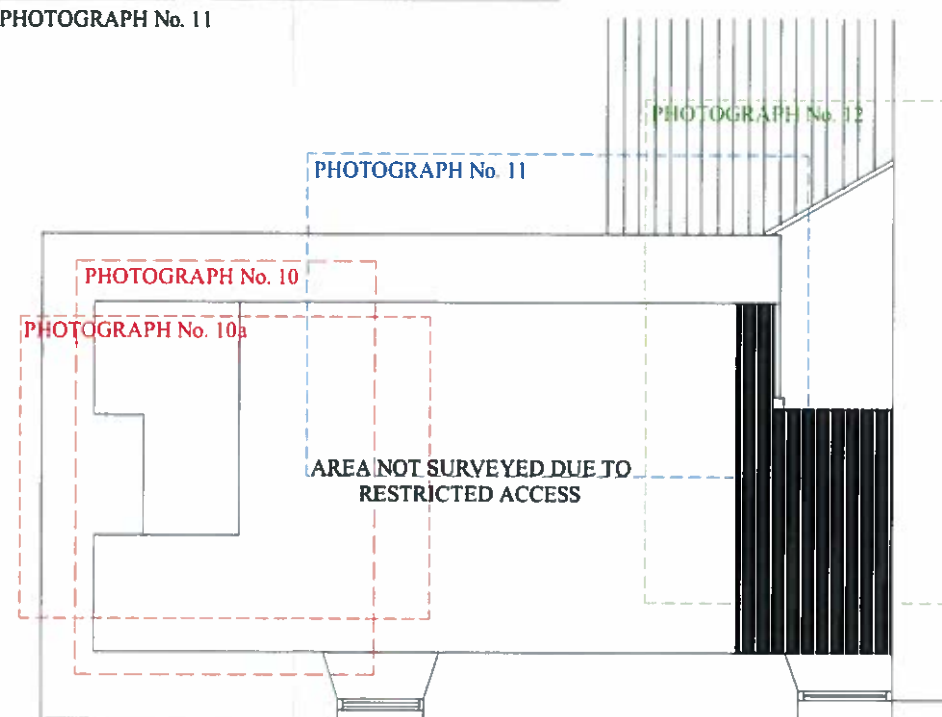 PHOTOGRAPH No. 11
PHOTOGRAPH No. 12
PHOTOGRAPH No. 11
PHOTOGRAPH No. 10
PHOTOGRAPH No. 10a
AREA NOT SURVEYED DUE TO
RESTRICTED ACCESS